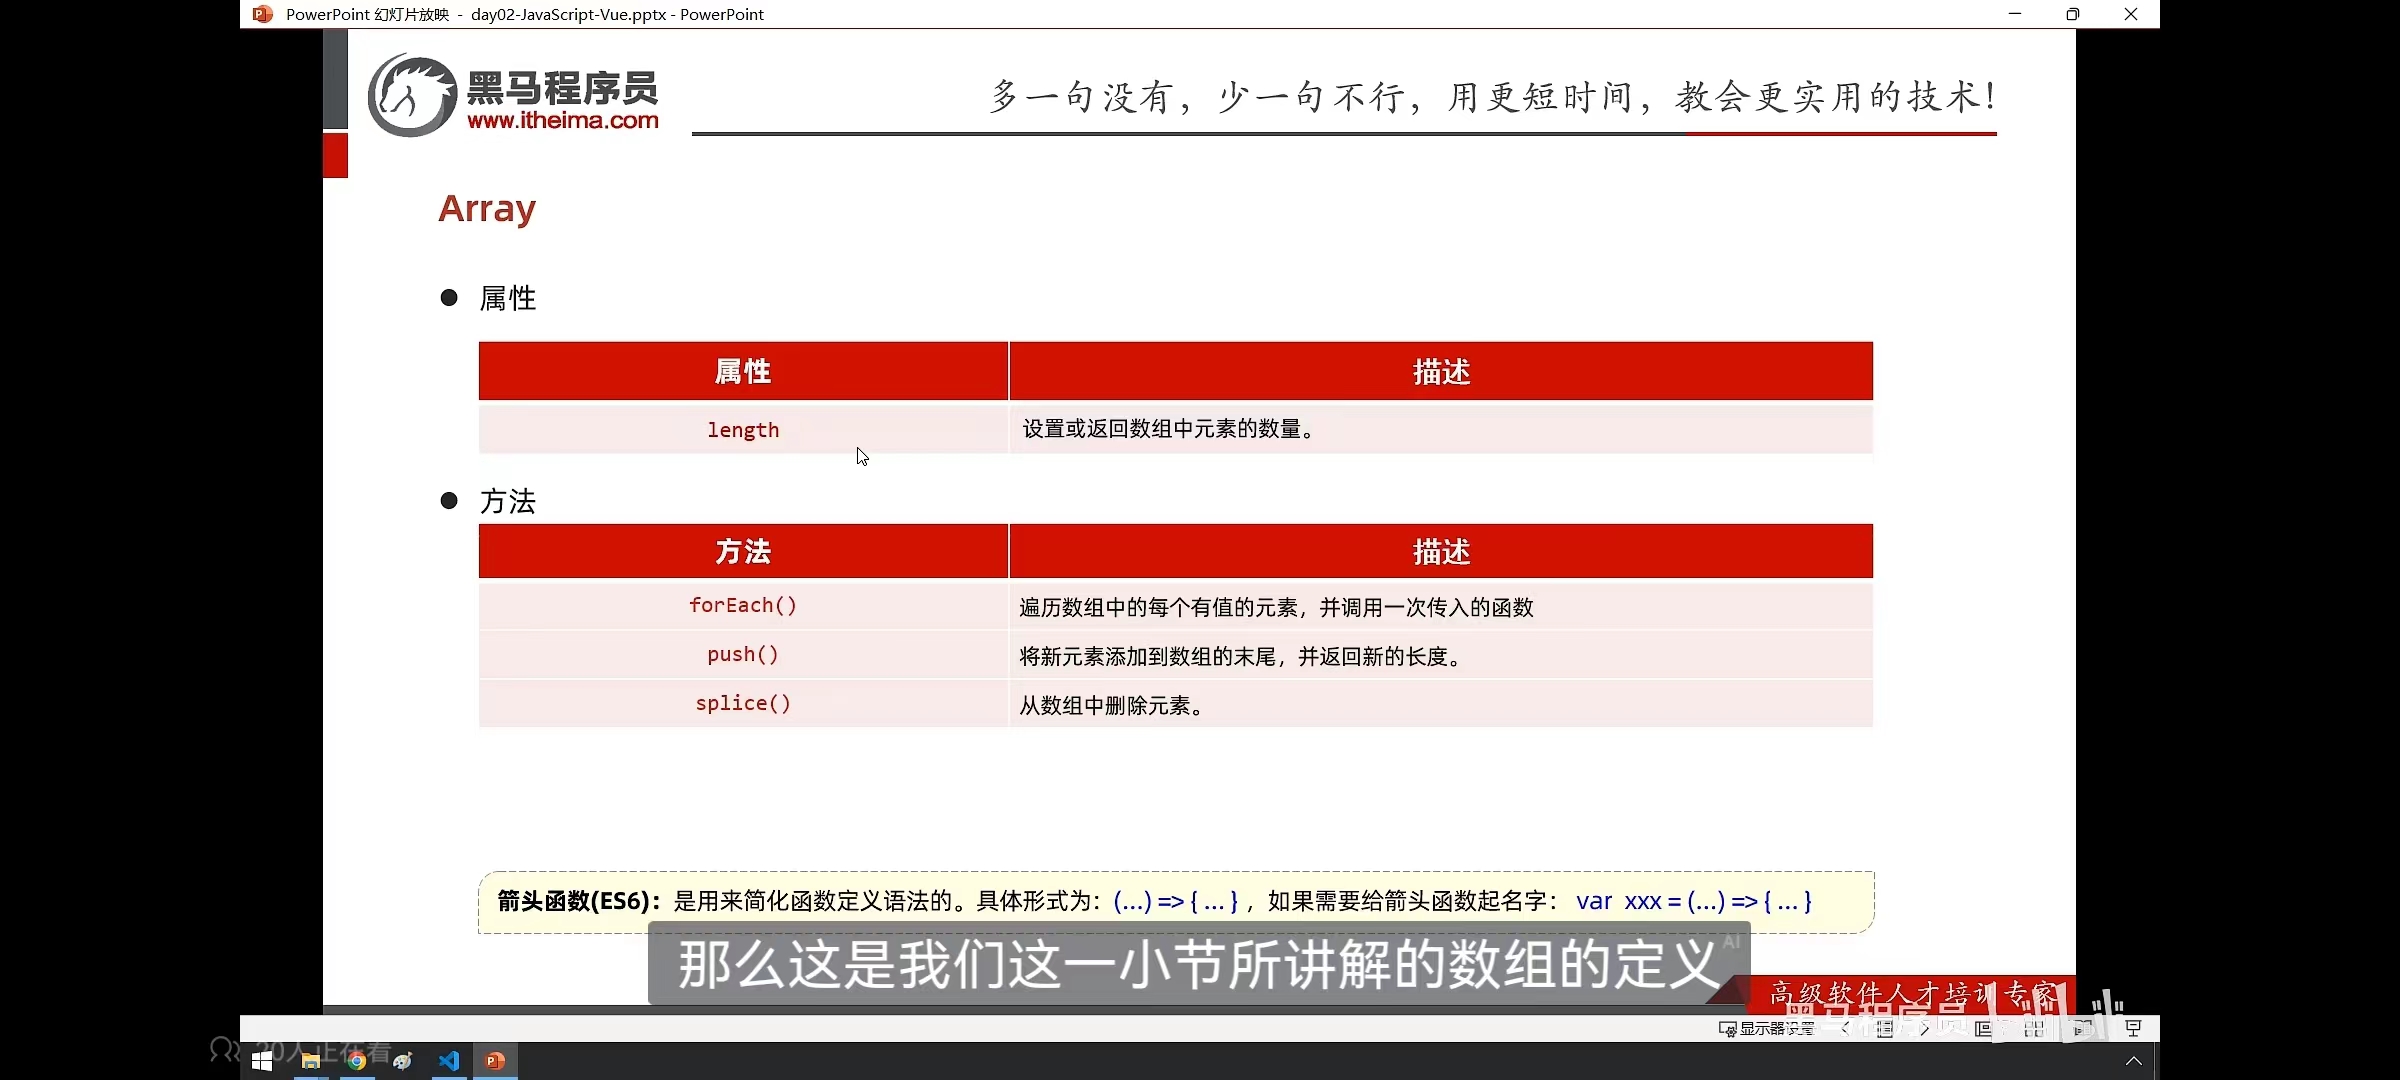 PowerPoint 幻灯片放映 - day02-JavaScript-Vue.pptx - PowerPoint
黑马程序员
www.itheima.com
多一句没有，少一句不行，用更短时间，教会更实用的技术！
Array
● 属性
属性 描述
length 设置或返回数组中元素的数量。
● 方法
方法 描述
forEach() 遍历数组中的每个有值的元素，并调用一次传入的函数
push() 将新元素添加到数组的末尾，并返回新的长度。
splice() 从数组中删除元素。
箭头函数(ES6)：是用来简化函数定义语法的。具体形式为：(…) => { … }，如果需要给箭头函数起名字： var xxx = (…) => { … }
那么这是我们这一小节所讲解的数组的定义
AI
高级软件人才培训专家
黑马程序员
显示器设置
20人正在看